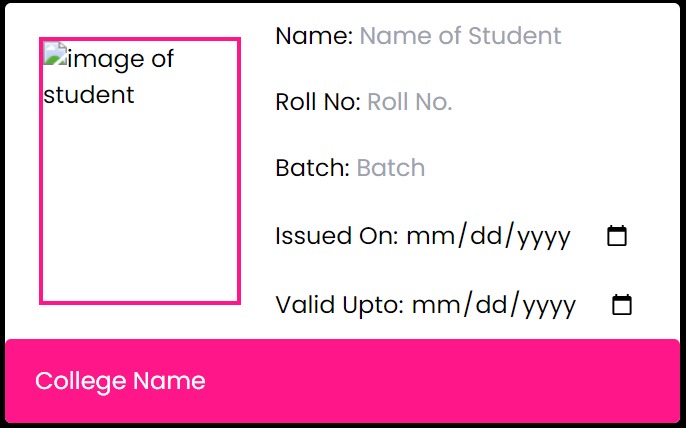 image of
student
Name: Name of Student
Roll No: Roll No.
Batch: Batch
Issued On: mm/dd/yyyy
Valid Upto: mm/dd/yyyy
College Name